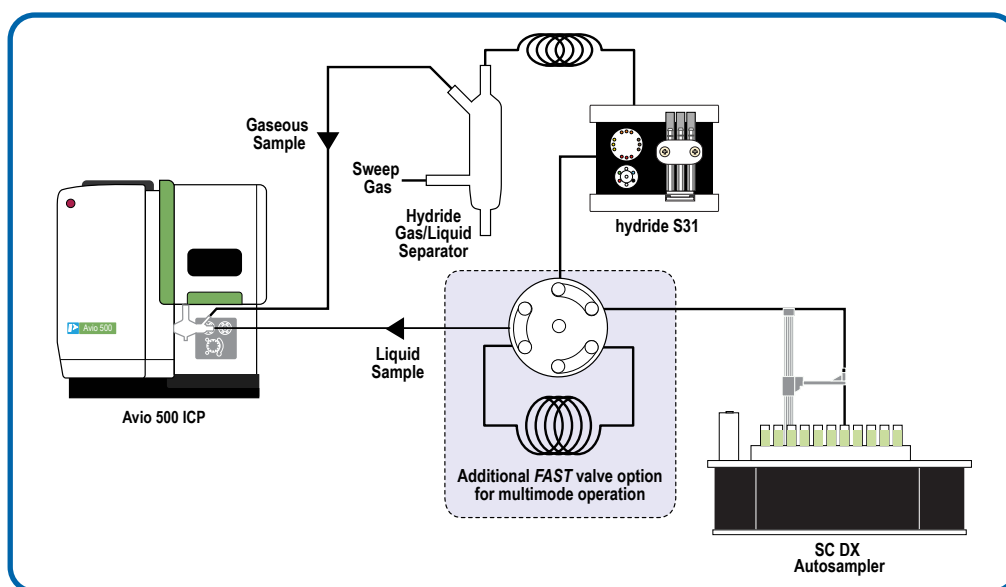 Gaseous
Sample
Sweep
Gas
Hydride
Gas/Liquid
Separator
hydride S31
Avio 500
Liquid
Sample
Avio 500 ICP
Additional FAST valve option
for multimode operation
SC DX
Autosampler